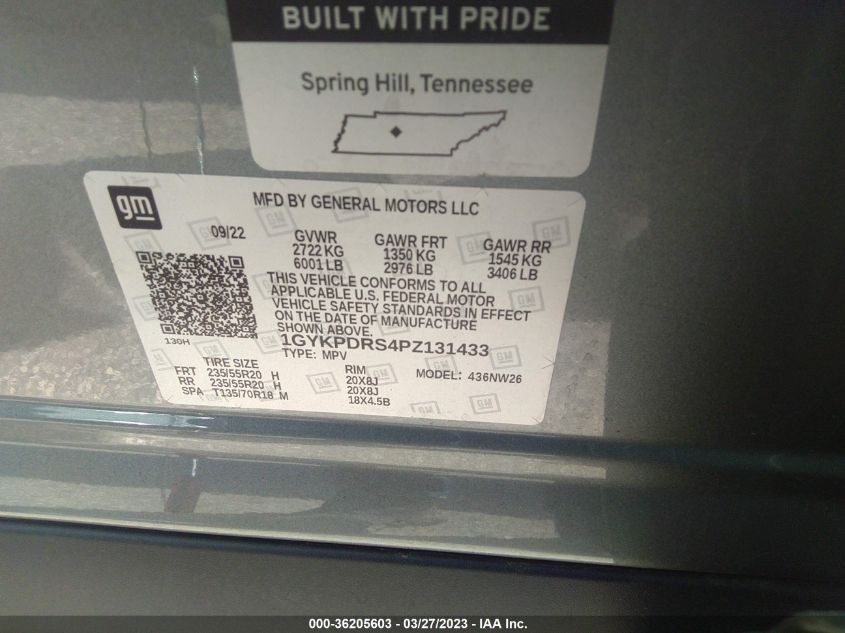 BUILT WITH PRIDE
Spring Hill, Tennessee
gm
MFD BY GENERAL MOTORS LLC
09/22
GVWR GAWR FRT GAWR RR
2722 KG 1350 KG 1545 KG
6001 LB 2976 LB 3406 LB
THIS VEHICLE CONFORMS TO ALL
APPLICABLE U.S. FEDERAL MOTOR
VEHICLE SAFETY STANDARDS IN EFFECT
ON THE DATE OF MANUFACTURE
SHOWN ABOVE.
130H
1GYKPDRS4PZ131433
TYPE: MPV MODEL: 436NW26
TIRE SIZE RIM
FRT 235/55R20 H 20X8J
RR 235/55R20 H 20X8J
SPA T135/70R18 M 18X4.5B
000-36205603 - 03/27/2023 - IAA Inc.